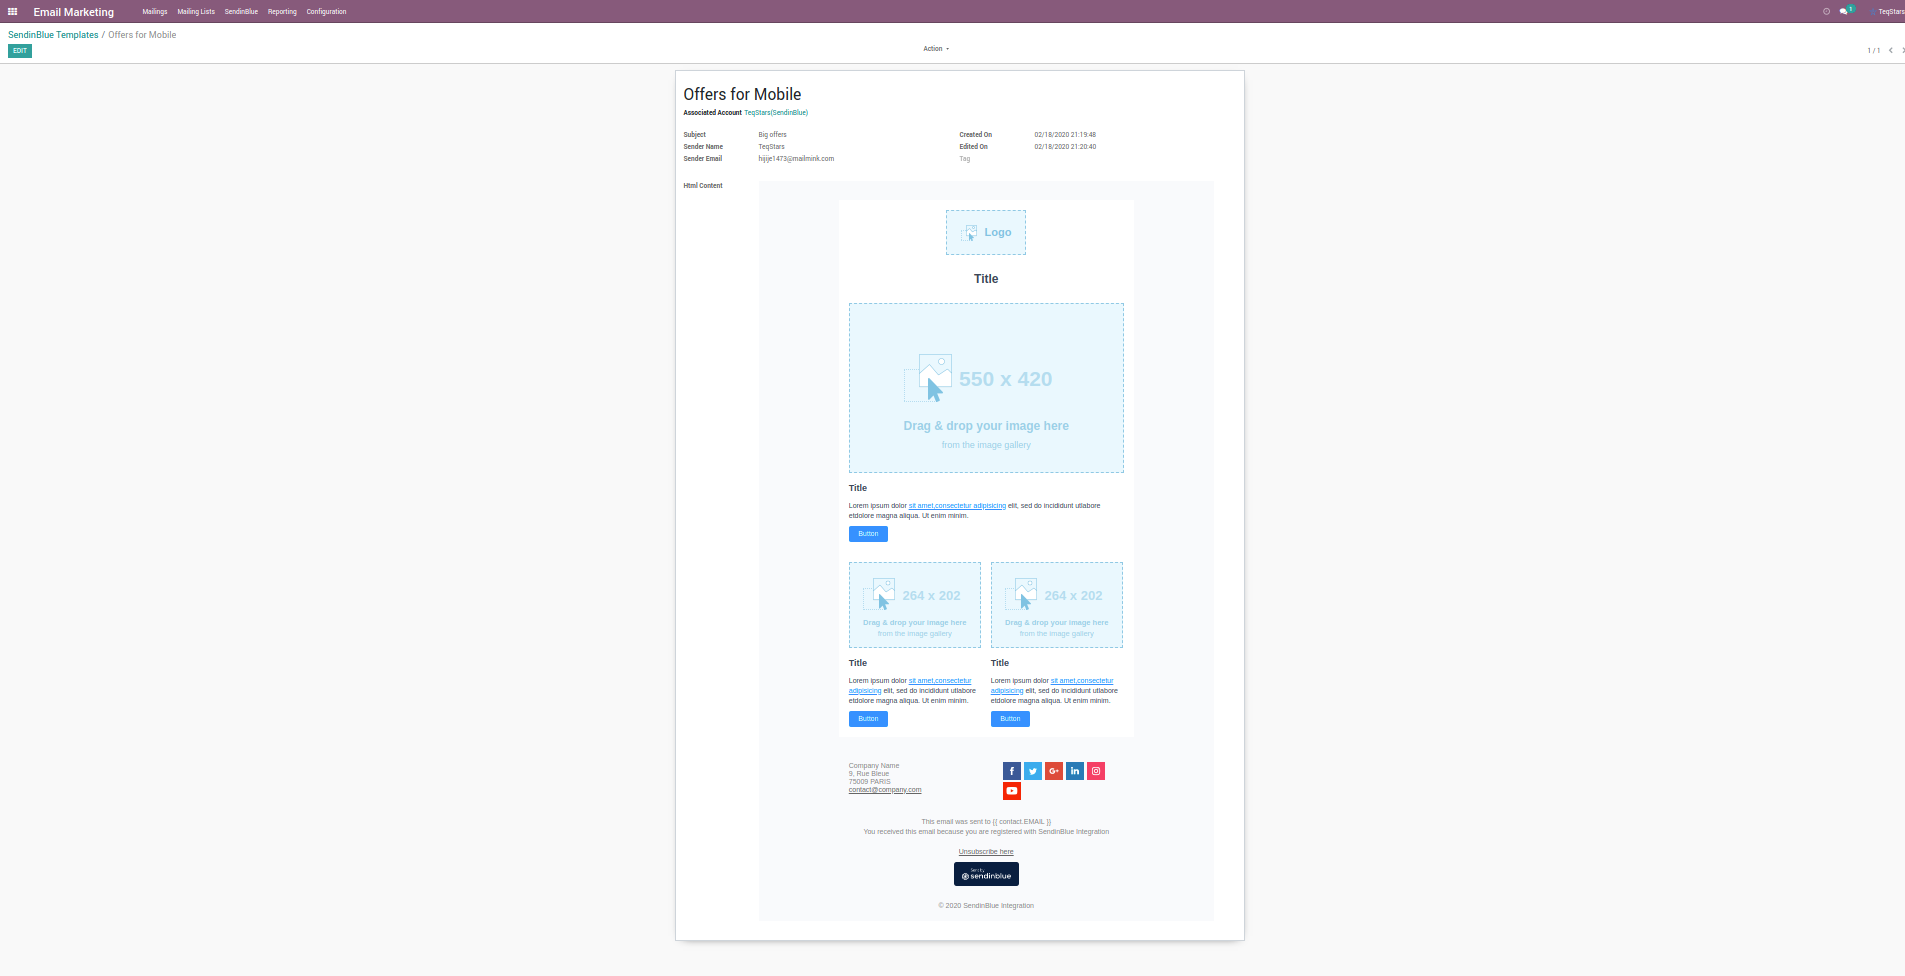 Email Marketing Mailings Mailing Lists SendinBlue Reporting Configuration 1 TeqStars
SendinBlue Templates / Offers for Mobile
EDIT Action 1 / 1
Offers for Mobile
Associated Account TeqStars(SendinBlue)
Subject Big offers Created On 02/18/2020 21:19:48
Sender Name TeqStars Edited On 02/18/2020 21:20:40
Sender Email hijije1473@mailmink.com Tag
Html Content
Logo
Title
550 x 420
Drag & drop your image here
from the image gallery
Title
Lorem ipsum dolor sit amet,consectetur adipisicing elit, sed do incididunt utlabore
etdolore magna aliqua. Ut enim minim.
Button
264 x 202
Drag & drop your image here
from the image gallery
Title
Lorem ipsum dolor sit amet,consectetur
adipisicing elit, sed do incididunt utlabore
etdolore magna aliqua. Ut enim minim.
Button
264 x 202
Drag & drop your image here
from the image gallery
Title
Lorem ipsum dolor sit amet,consectetur
adipisicing elit, sed do incididunt utlabore
etdolore magna aliqua. Ut enim minim.
Button
Company Name
9, Rue Bleue
75009 PARIS
contact@company.com
This email was sent to {{ contact.EMAIL }}
You received this email because you are registered with SendinBlue Integration
Unsubscribe here
Sent by
sendinblue
© 2020 SendinBlue Integration